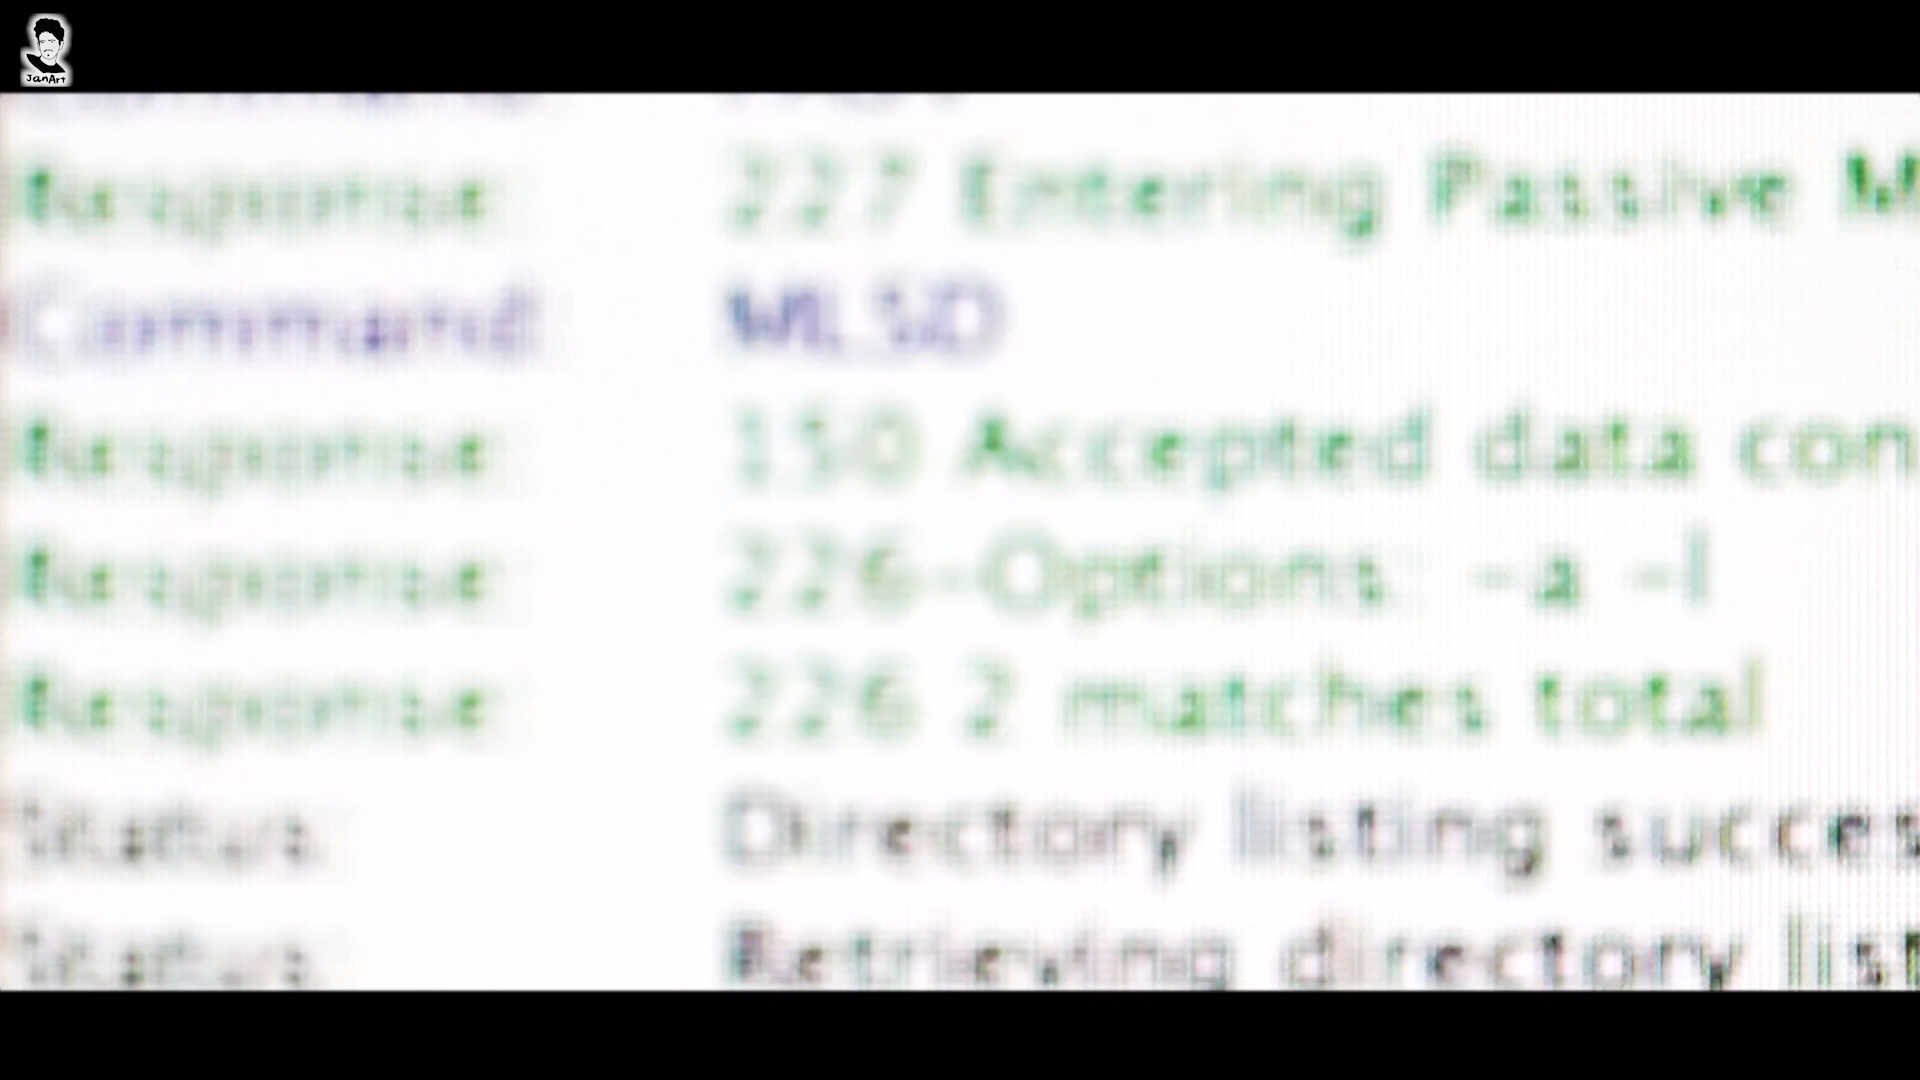 JanArt
Response: 227 Entering Passive M
Command: MLSD
Response: 150 Accepted data con
Response: 226-Options: -a -l
Response: 226 2 matches total
Status: Directory listing succes
Status: Retrieving directory list